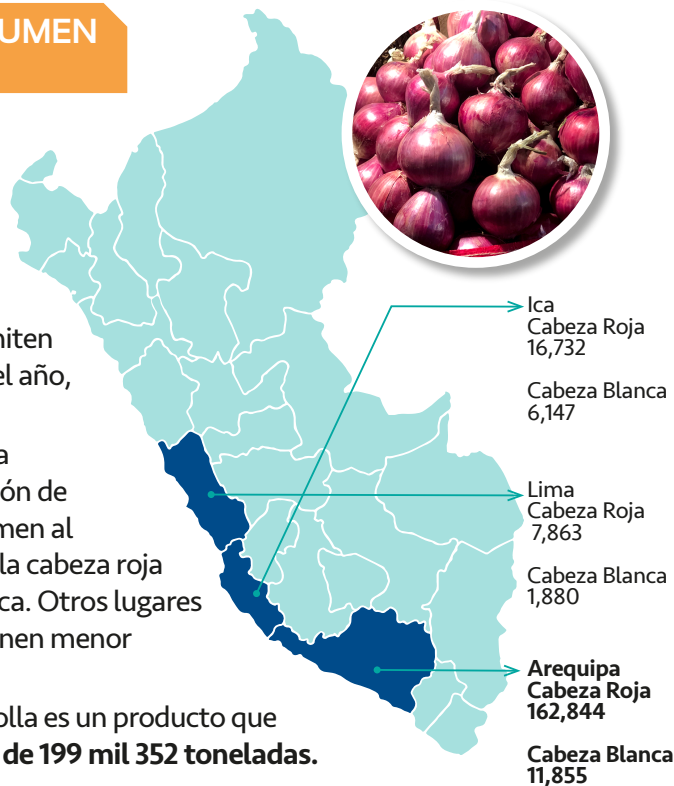 UMEN
miten
el año,
a
ón de
men al
la cabeza roja
ca. Otros lugares
nen menor
olla es un producto que
de 199 mil 352 toneladas.
Ica
Cabeza Roja
16,732
Cabeza Blanca
6,147
Lima
Cabeza Roja
7,863
Cabeza Blanca
1,880
Arequipa
Cabeza Roja
162,844
Cabeza Blanca
11,855